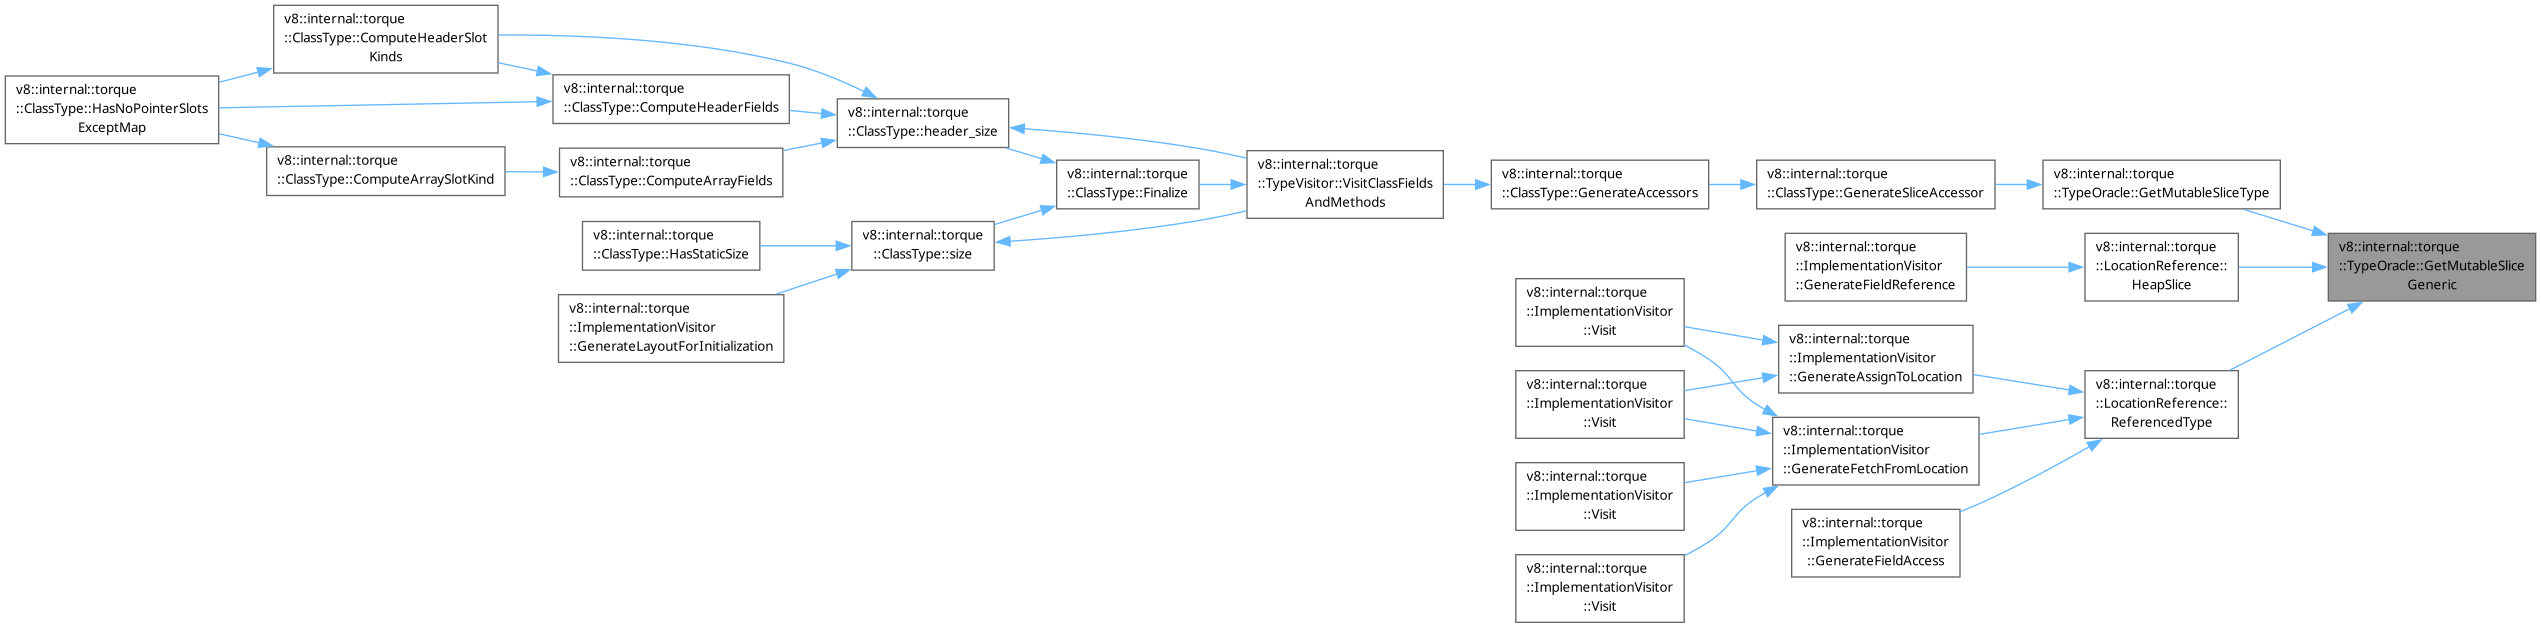 v8::internal::torque
::ClassType::ComputeHeaderSlot
Kinds
v8::internal::torque
::ClassType::HasNoPointerSlots
ExceptMap
v8::internal::torque
::ClassType::ComputeHeaderFields
v8::internal::torque
::ClassType::ComputeArraySlotKind
v8::internal::torque
::ClassType::ComputeArrayFields
v8::internal::torque
::ClassType::header_size
v8::internal::torque
::ClassType::Finalize
v8::internal::torque
::ClassType::HasStaticSize
v8::internal::torque
::ClassType::size
v8::internal::torque
::ImplementationVisitor
::GenerateLayoutForInitialization
v8::internal::torque
::TypeVisitor::VisitClassFields
AndMethods
v8::internal::torque
::ClassType::GenerateAccessors
v8::internal::torque
::ClassType::GenerateSliceAccessor
v8::internal::torque
::TypeOracle::GetMutableSliceType
v8::internal::torque
::TypeOracle::GetMutableSlice
Generic
v8::internal::torque
::ImplementationVisitor
::GenerateFieldReference
v8::internal::torque
::LocationReference::
HeapSlice
v8::internal::torque
::ImplementationVisitor
::Visit
v8::internal::torque
::ImplementationVisitor
::GenerateAssignToLocation
v8::internal::torque
::ImplementationVisitor
::Visit
v8::internal::torque
::LocationReference::
ReferencedType
v8::internal::torque
::ImplementationVisitor
::GenerateFetchFromLocation
v8::internal::torque
::ImplementationVisitor
::Visit
v8::internal::torque
::ImplementationVisitor
::GenerateFieldAccess
v8::internal::torque
::ImplementationVisitor
::Visit